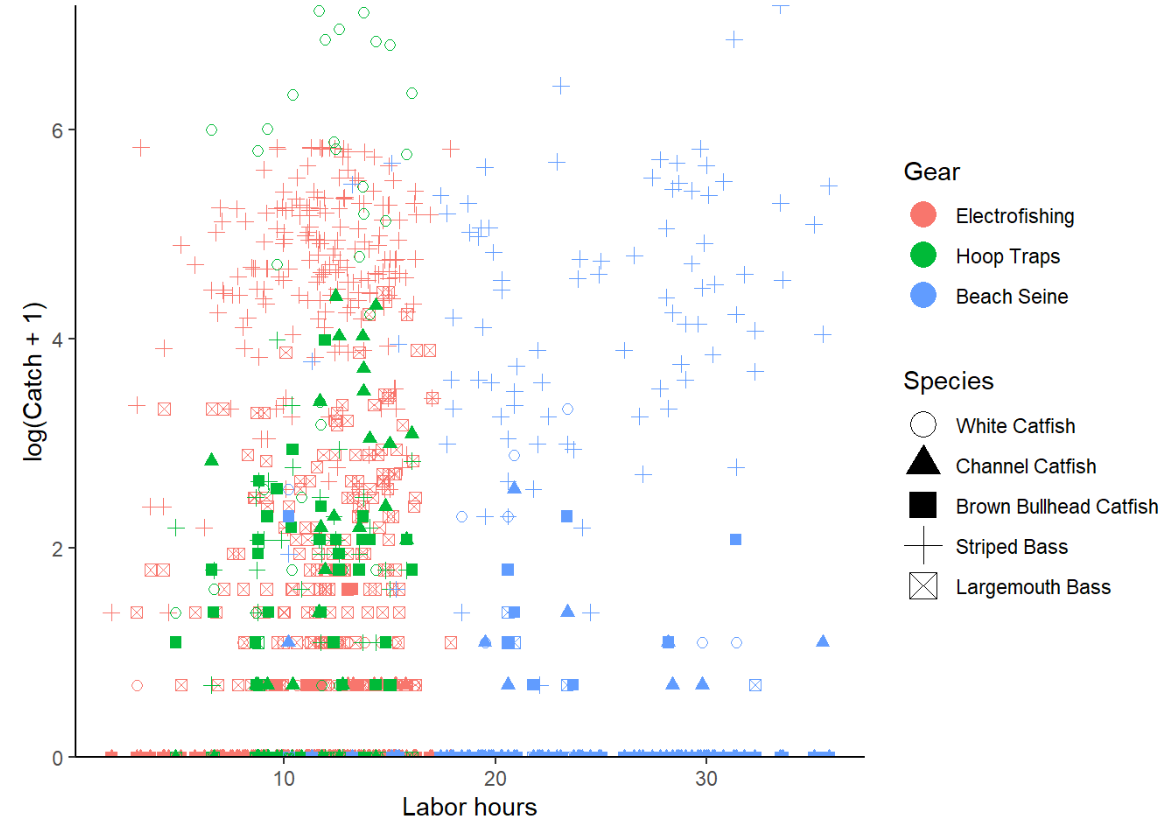 log(Catch + 1)
6
4
2
0
10
20
30
Labor hours
Gear
Electrofishing
Hoop Traps
Beach Seine
Species
White Catfish
Channel Catfish
Brown Bullhead Catfish
Striped Bass
Largemouth Bass